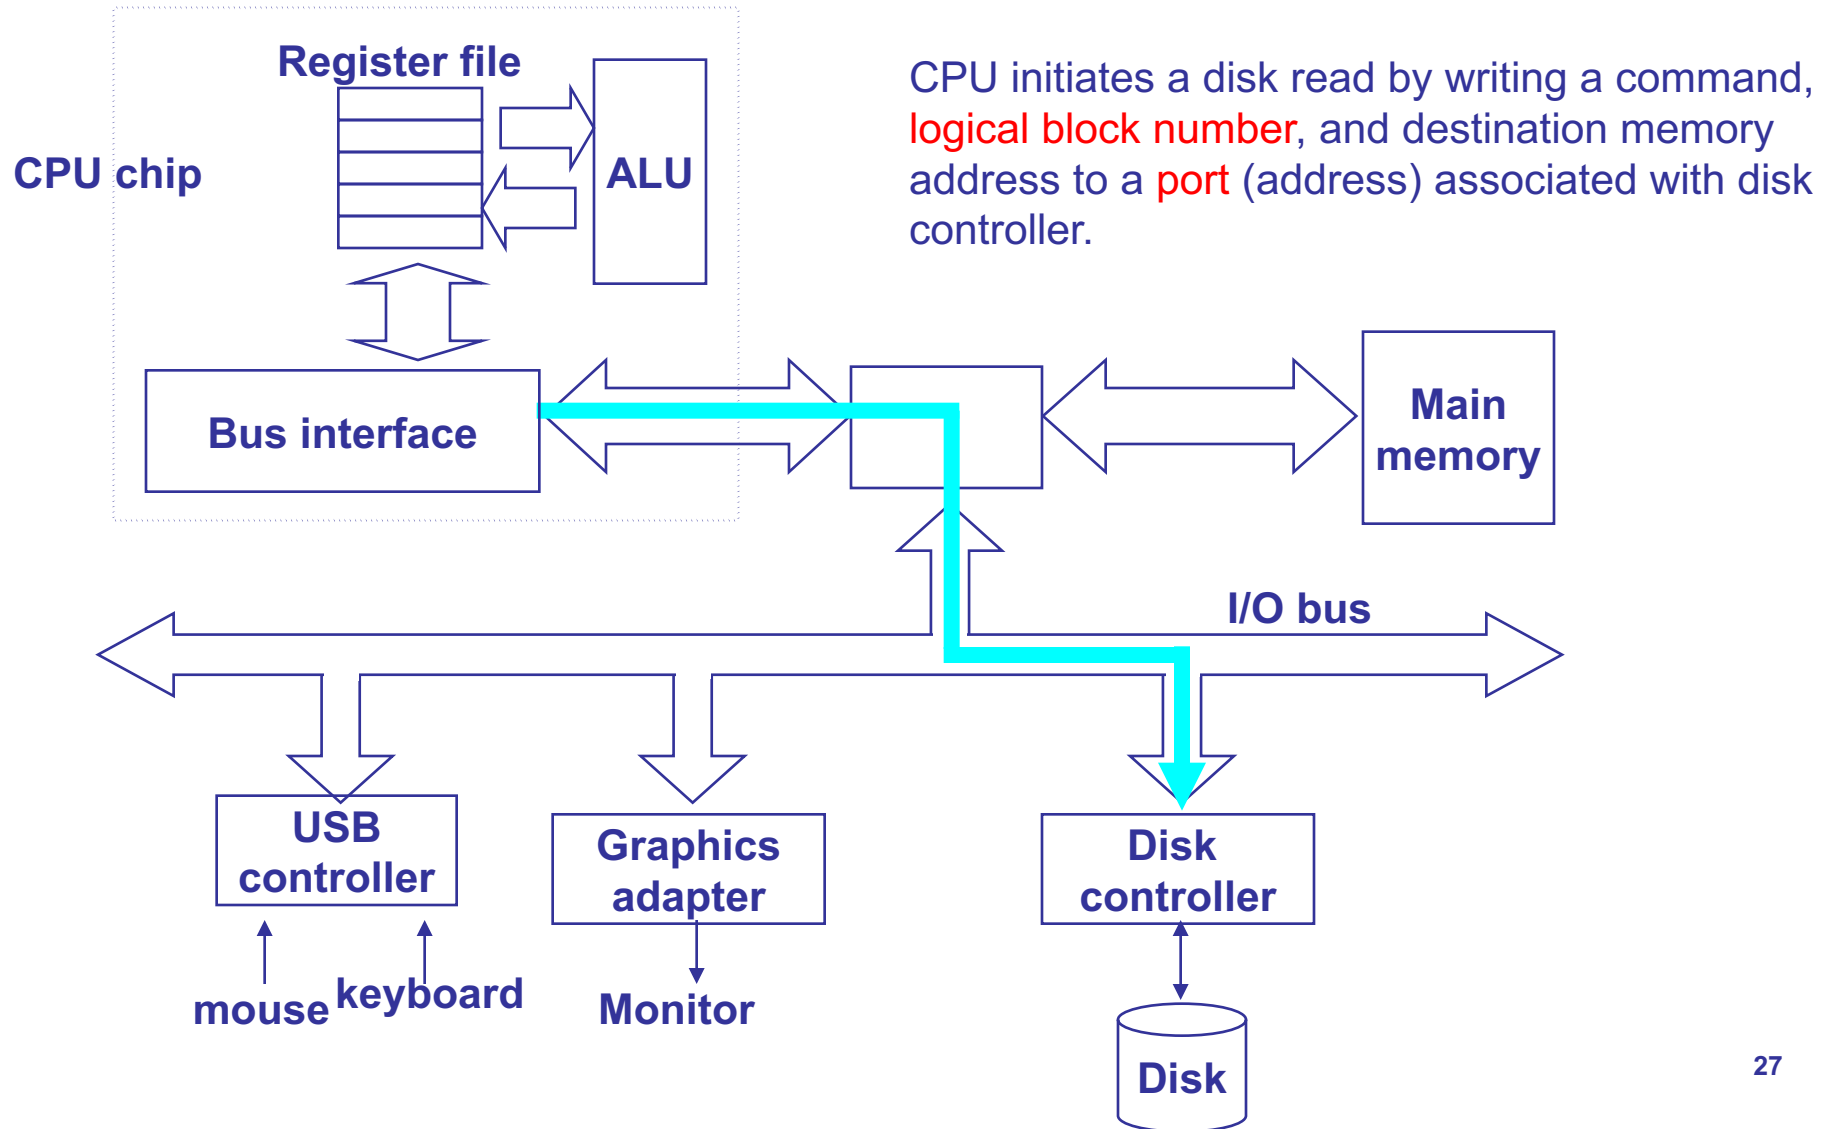 Register file
CPU chip
ALU
CPU initiates a disk read by writing a command,
logical block number, and destination memory
address to a port (address) associated with disk
controller.
Bus interface
Main
memory
I/O bus
USB
controller
Graphics
adapter
Disk
controller
mouse
keyboard
Monitor
Disk
27